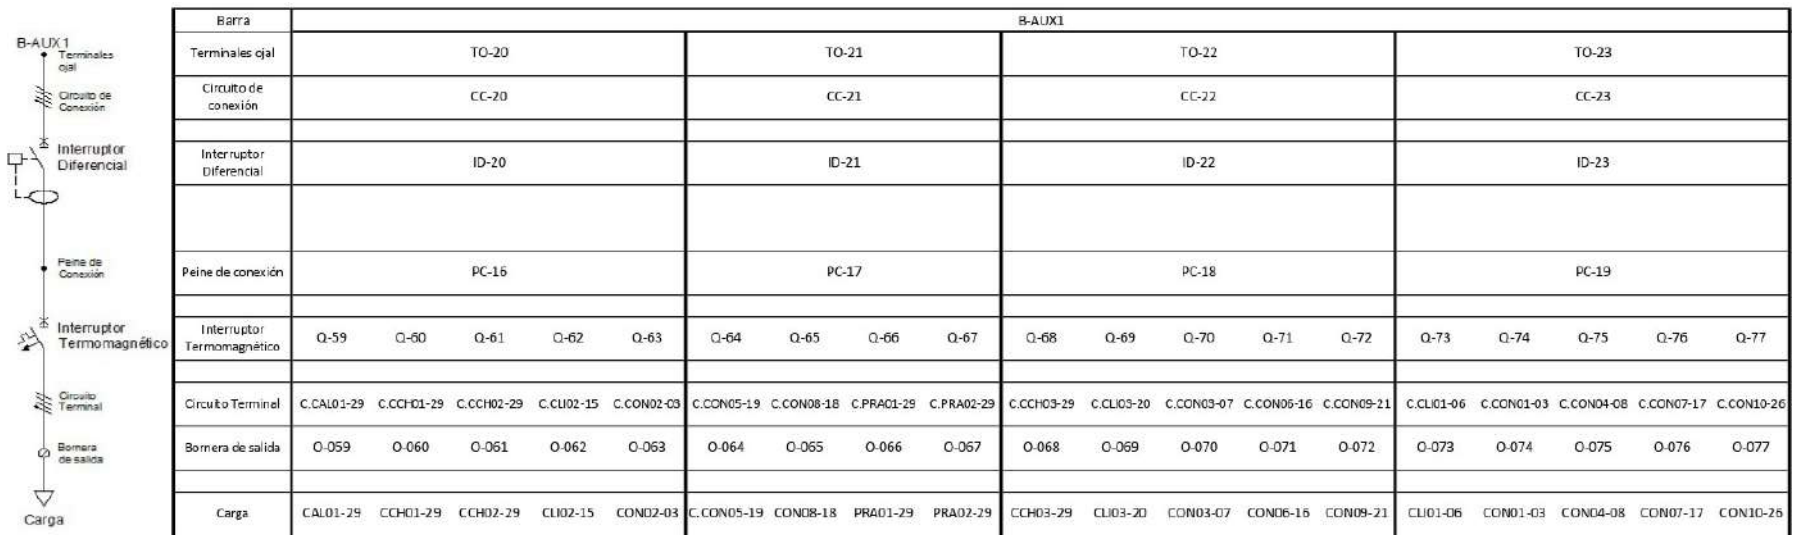 B-AUX1
Terminales
ojal
Circuito de
Conexión
Interruptor
Diferencial
Peine de
Conexión
Interruptor
Termomagnético
Circuito
Terminal
Bornera
de salida
Carga
Barra B-AUX1
Terminales ojal TO-20 TO-21 TO-22 TO-23
Circuito de
conexión CC-20 CC-21 CC-22 CC-23
Interruptor
Diferencial ID-20 ID-21 ID-22 ID-23
Peine de conexión PC-16 PC-17 PC-18 PC-19
Interruptor
Termomagnético Q-59 Q-60 Q-61 Q-62 Q-63 Q-64 Q-65 Q-66 Q-67 Q-68 Q-69 Q-70 Q-71 Q-72 Q-73 Q-74 Q-75 Q-76 Q-77
Circuito Terminal C.CAL01-29 C.CCH01-29 C.CCH02-29 C.CLI02-15 C.CON02-03 C.CON05-19 C.CON08-18 C.PRA01-29 C.PRA02-29 C.CCH03-29 C.CLI03-20 C.CON03-07 C.CON06-16 C.CON09-21 C.CLI01-06 C.CON01-03 C.CON04-08 C.CON07-17 C.CON10-26
Bornera de salida O-059 O-060 O-061 O-062 O-063 O-064 O-065 O-066 O-067 O-068 O-069 O-070 O-071 O-072 O-073 O-074 O-075 O-076 O-077
Carga CAL01-29 CCH01-29 CCH02-29 CLI02-15 CON02-03 C.CON05-19 CON08-18 PRA01-29 PRA02-29 CCH03-29 CLI03-20 CON03-07 CON06-16 CON09-21 CLI01-06 CON01-03 CON04-08 CON07-17 CON10-26